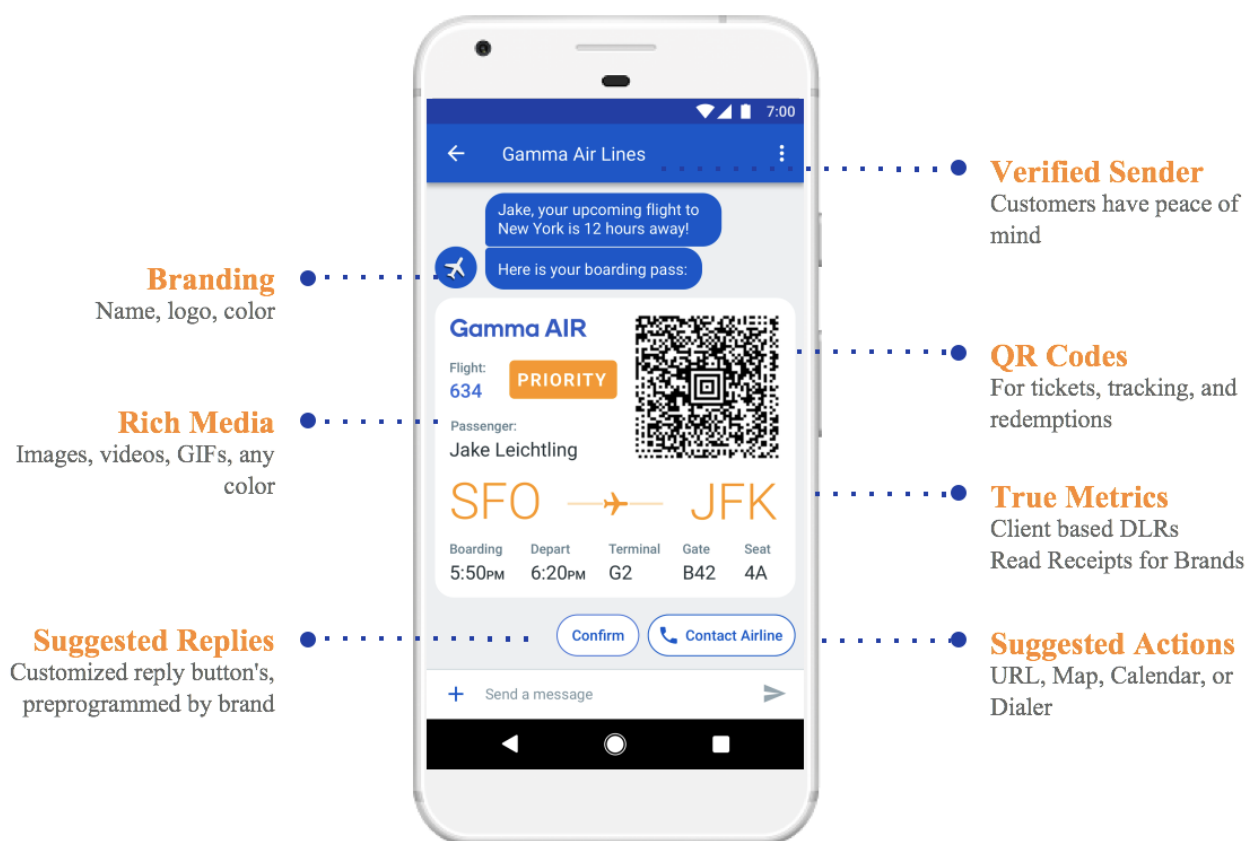 7:00
Gamma Air Lines
Jake, your upcoming flight to
New York is 12 hours away!
Here is your boarding pass:
Gamma AIR
Flight:
634
PRIORITY
Passenger:
Jake Leichtling
SFO JFK
Boarding Depart Terminal Gate Seat
5:50PM 6:20PM G2 B42 4A
Confirm
Contact Airline
Send a message
Branding
Name, logo, color
Rich Media
Images, videos, GIFs, any
color
Suggested Replies
Customized reply button's,
preprogrammed by brand
Verified Sender
Customers have peace of
mind
QR Codes
For tickets, tracking, and
redemptions
True Metrics
Client based DLRs
Read Receipts for Brands
Suggested Actions
URL, Map, Calendar, or
Dialer